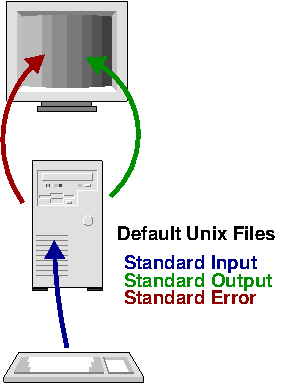 Default Unix Files
Standard Input
Standard Output
Standard Error